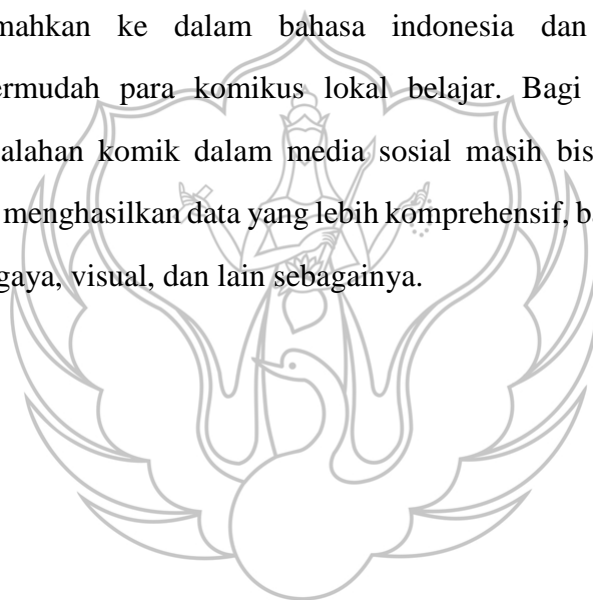 mahkan ke dalam bahasa indonesia dan
ermudah para komikus lokal belajar. Bagi
alahan komik dalam media sosial masih bis
menghasilkan data yang lebih komprehensif, ba
gaya, visual, dan lain sebagainya.